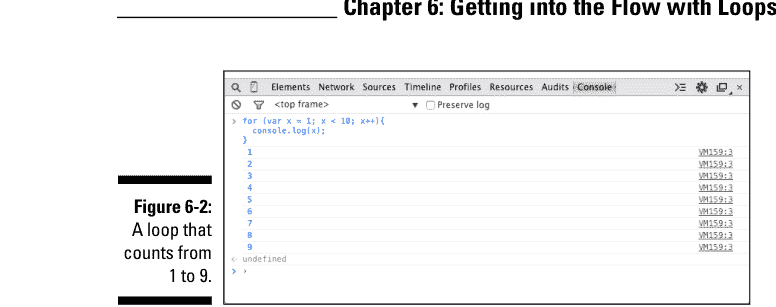 Chapter 6: Getting into the Flow with Loops
Elements Network Sources Timeline Profiles Resources Audits Console
<top frame> Preserve log
> for (var x = 1; x < 10; x++){
console.log(x);
}
1 VM159:3
2 VM159:3
3 VM159:3
4 VM159:3
5 VM159:3
6 VM159:3
7 VM159:3
8 VM159:3
9 VM159:3
< undefined
>
Figure 6-2:
A loop that
counts from
1 to 9.